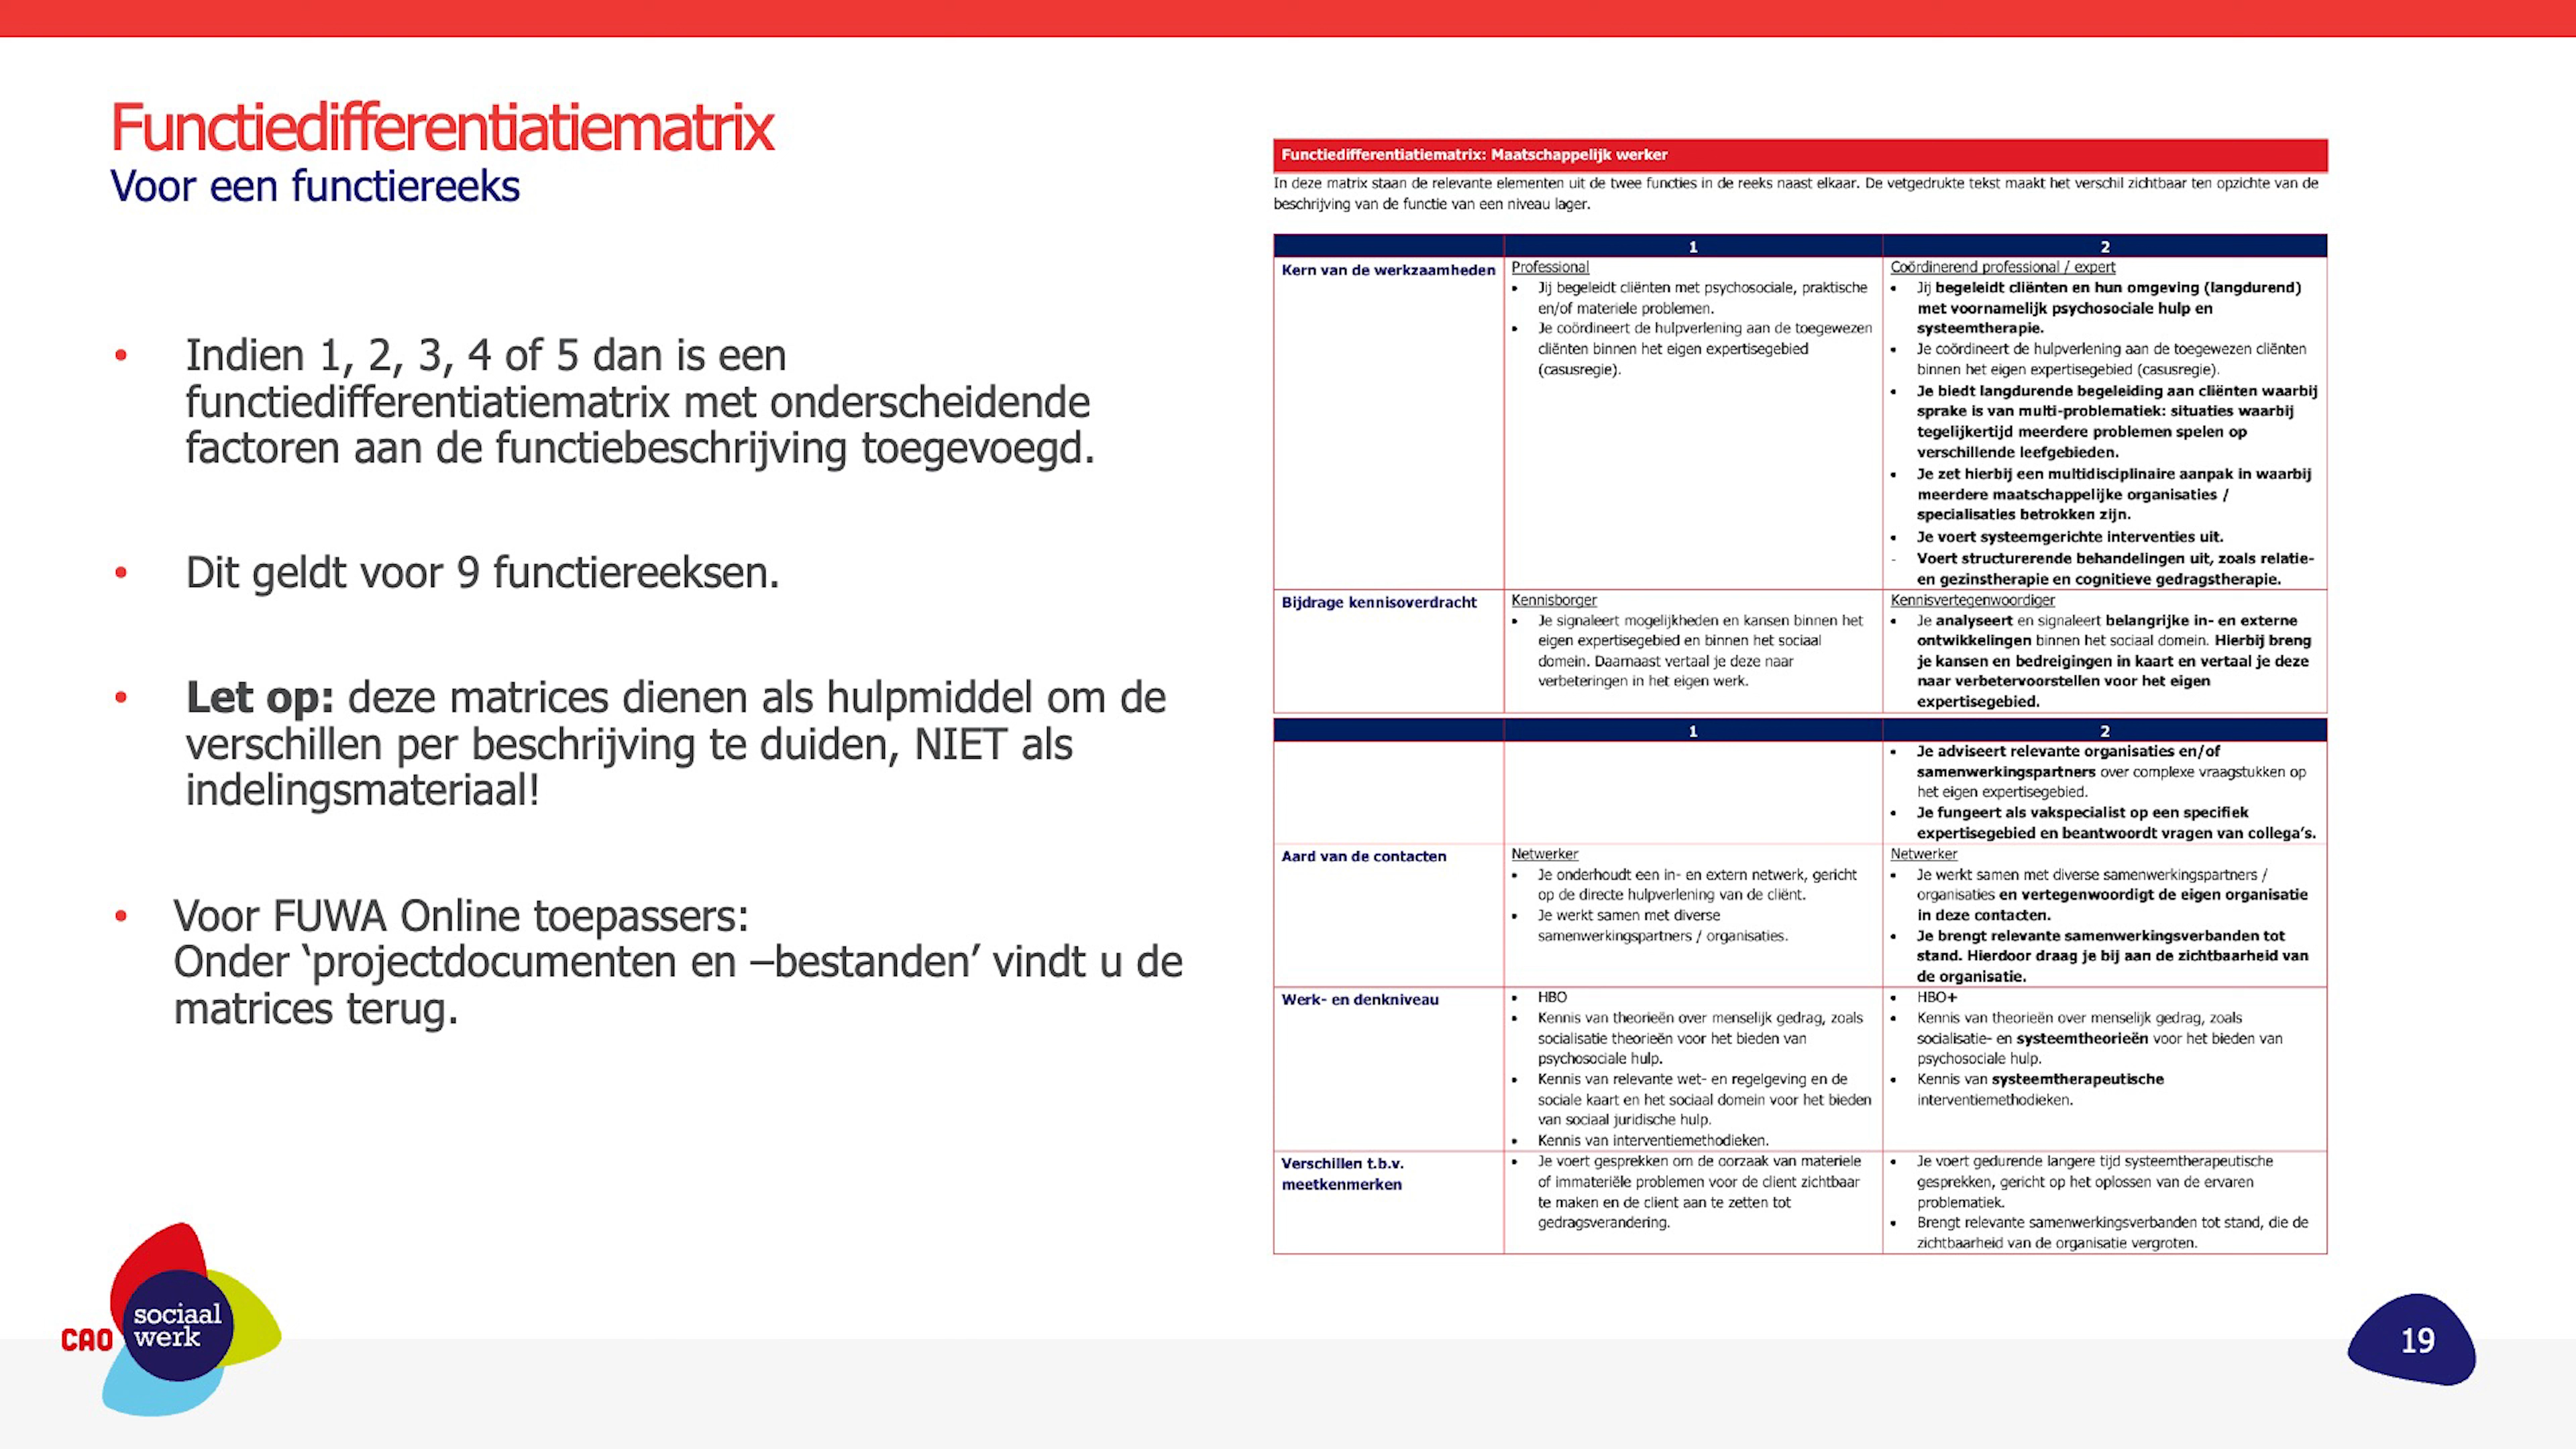 Functiedifferentiatiematrix
Voor een functiereeks
• Indien 1, 2, 3, 4 of 5 dan is een
functiedifferentiatiematrix met onderscheidende
factoren aan de functiebeschrijving toegevoegd.
• Dit geldt voor 9 functiereeksen.
• Let op: deze matrices dienen als hulpmiddel om de
verschillen per beschrijving te duiden, NIET als
indelingsmateriaal!
• Voor FUWA Online toepassers:
Onder ‘projectdocumenten en –bestanden’ vindt u de
matrices terug.
Functiedifferentiatiematrix: Maatschappelijk werker
In deze matrix staan de relevante elementen uit de twee functies in de reeks naast elkaar. De vetgedrukte tekst maakt het verschil zichtbaar ten opzichte van de
beschrijving van de functie van een niveau lager.
1
2
Kern van de werkzaamheden
Professional
• Jij begeleidt cliënten met psychosociale, praktische
en/of materiele problemen.
• Je coördineert de hulpverlening aan de toegewezen
cliënten binnen het eigen expertisegebied
(casusregie).
Coördinerend professional / expert
• Jij begeleidt cliënten en hun omgeving (langdurend)
met voornamelijk psychosociale hulp en
systeemtherapie.
• Je coördineert de hulpverlening aan de toegewezen cliënten
binnen het eigen expertisegebied (casusregie).
• Je biedt langdurende begeleiding aan cliënten waarbij
sprake is van multi-problematiek: situaties waarbij
tegelijkertijd meerdere problemen spelen op
verschillende leefgebieden.
• Je zet hierbij een multidisciplinaire aanpak in waarbij
meerdere maatschappelijke organisaties /
specialisaties betrokken zijn.
• Je voert systeemgerichte interventies uit.
- Voert structurerende behandelingen uit, zoals relatie-
en gezinstherapie en cognitieve gedragstherapie.
Bijdrage kennisoverdracht
Kennisborger
• Je signaleert mogelijkheden en kansen binnen het
eigen expertisegebied en binnen het sociaal
domein. Daarnaast vertaal je deze naar
verbeteringen in het eigen werk.
Kennisvertegenwoordiger
• Je analyseert en signaleert belangrijke in- en externe
ontwikkelingen binnen het sociaal domein. Hierbij breng
je kansen en bedreigingen in kaart en vertaal je deze
naar verbetervoorstellen voor het eigen
expertisegebied.
1
2
• Je adviseert relevante organisaties en/of
samenwerkingspartners over complexe vraagstukken op
het eigen expertisegebied.
• Je fungeert als vakspecialist op een specifiek
expertisegebied en beantwoordt vragen van collega’s.
Aard van de contacten
Netwerker
• Je onderhoudt een in- en extern netwerk, gericht
op de directe hulpverlening van de cliënt.
• Je werkt samen met diverse
samenwerkingspartners / organisaties.
Netwerker
• Je werkt samen met diverse samenwerkingspartners /
organisaties en vertegenwoordigt de eigen organisatie
in deze contacten.
• Je brengt relevante samenwerkingsverbanden tot
stand. Hierdoor draag je bij aan de zichtbaarheid van
de organisatie.
Werk- en denkniveau
• HBO
• Kennis van theorieën over menselijk gedrag, zoals
socialisatie theorieën voor het bieden van
psychosociale hulp.
• Kennis van relevante wet- en regelgeving en de
sociale kaart en het sociaal domein voor het bieden
van sociaal juridische hulp.
• Kennis van interventiemethodieken.
• HBO+
• Kennis van theorieën over menselijk gedrag, zoals
socialisatie- en systeemtheorieën voor het bieden van
psychosociale hulp.
• Kennis van systeemtherapeutische
interventiemethodieken.
Verschillen t.b.v.
meetkenmerken
• Je voert gesprekken om de oorzaak van materiele
of immateriële problemen voor de client zichtbaar
te maken en de client aan te zetten tot
gedragsverandering.
• Je voert gedurende langere tijd systeemtherapeutische
gesprekken, gericht op het oplossen van de ervaren
problematiek.
• Brengt relevante samenwerkingsverbanden tot stand, die de
zichtbaarheid van de organisatie vergroten.
CAO
sociaal
werk
19